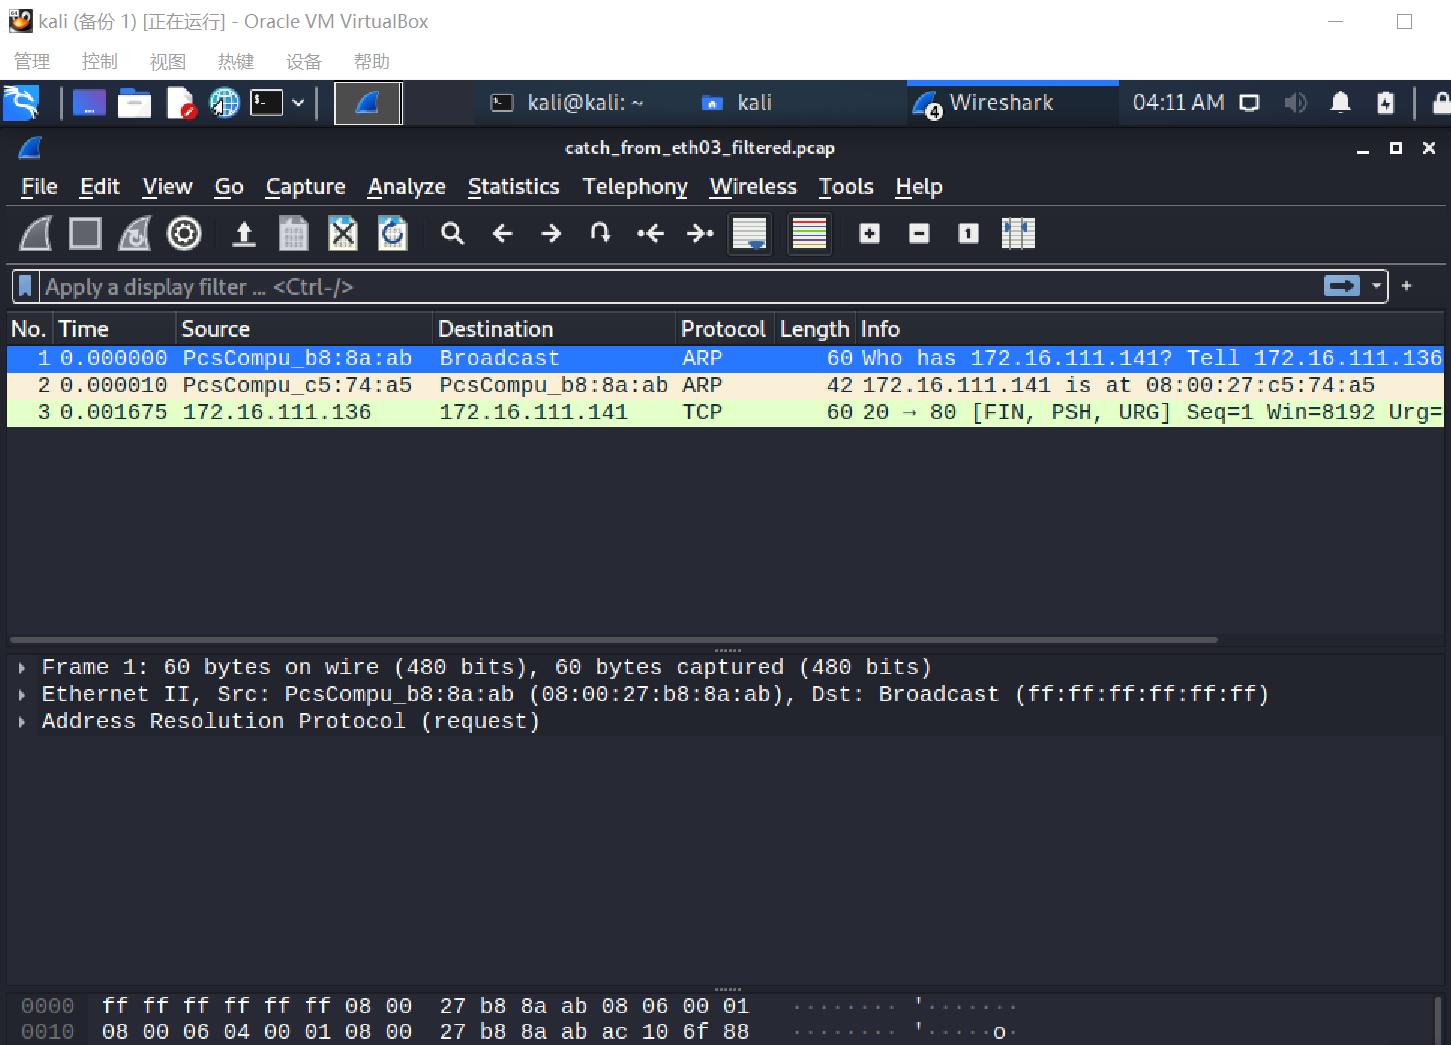 kali (备份 1) [正在运行] - Oracle VM VirtualBox
管理 控制 视图 热键 设备 帮助
kali@kali: ~ kali Wireshark 4 04:11 AM
catch_from_eth03_filtered.pcap
File Edit View Go Capture Analyze Statistics Telephony Wireless Tools Help
Apply a display filter ... <Ctrl-/>
No. Time Source Destination Protocol Length Info
1 0.000000 PcsCompu_b8:8a:ab Broadcast ARP 60 Who has 172.16.111.141? Tell 172.16.111.136
2 0.000010 PcsCompu_c5:74:a5 PcsCompu_b8:8a:ab ARP 42 172.16.111.141 is at 08:00:27:c5:74:a5
3 0.001675 172.16.111.136 172.16.111.141 TCP 60 20 → 80 [FIN, PSH, URG] Seq=1 Win=8192 Urg=
Frame 1: 60 bytes on wire (480 bits), 60 bytes captured (480 bits)
Ethernet II, Src: PcsCompu_b8:8a:ab (08:00:27:b8:8a:ab), Dst: Broadcast (ff:ff:ff:ff:ff:ff)
Address Resolution Protocol (request)
0000 ff ff ff ff ff ff 08 00 27 b8 8a ab 08 06 00 01 ········ '·······
0010 08 00 06 04 00 01 08 00 27 b8 8a ab ac 10 6f 88 ········ '·····o·